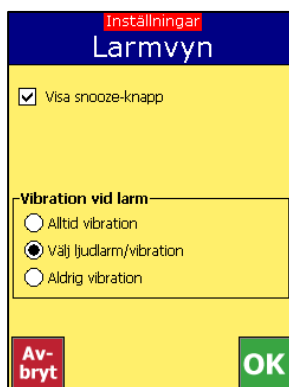 Inställningar
Larmvyn
Visa snooze-knapp
Vibration vid larm
Alltid vibration
Välj ljudlarm/vibration
Aldrig vibration
Av-
bryt
OK